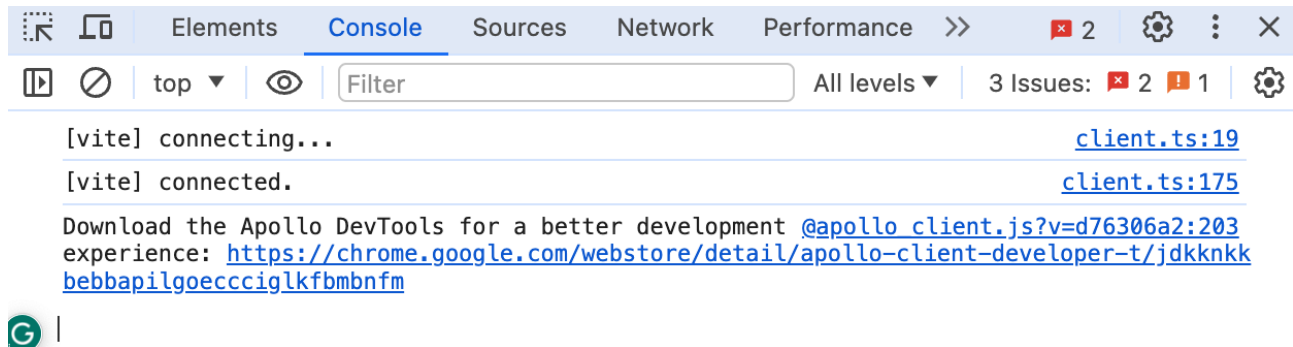 Elements Console Sources Network Performance 2
top Filter All levels 3 Issues: 2 1
[vite] connecting... client.ts:19
[vite] connected. client.ts:175
Download the Apollo DevTools for a better development @apollo_client.js?v=d76306a2:203
experience: https://chrome.google.com/webstore/detail/apollo-client-developer-t/jdkknkk
bebbapilgoeccciglkfbmbnfm
G